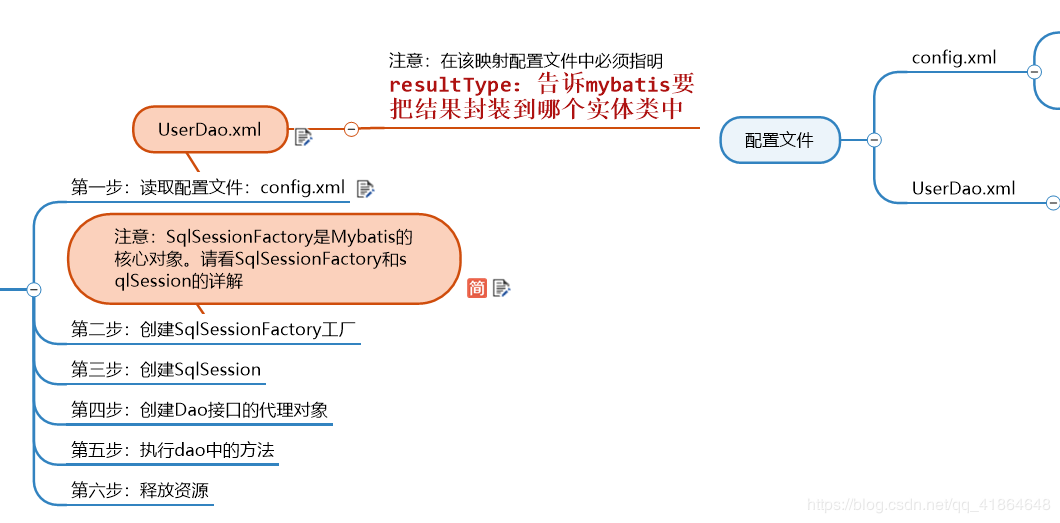 注意：在该映射配置文件中必须指明
resultType: 告诉mybatis要
把结果封装到哪个实体类中
UserDao.xml
第一步：读取配置文件：config.xml
注意：SqlSessionFactory是Mybatis的
核心对象。请看SqlSessionFactory和s
qlSession的详解
简
第二步：创建SqlSessionFactory工厂
第三步：创建SqlSession
第四步：创建Dao接口的代理对象
第五步：执行dao中的方法
第六步：释放资源
配置文件
config.xml
UserDao.xml
https://blog.csdn.net/qq_41864648